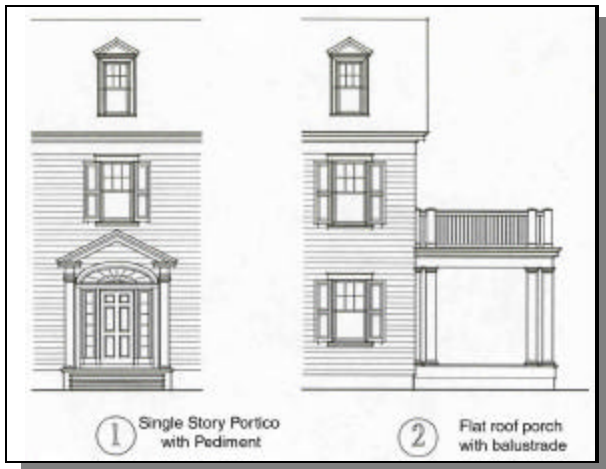 1
Single Story Portico
with Pediment
2
Flat roof porch
with balustrade